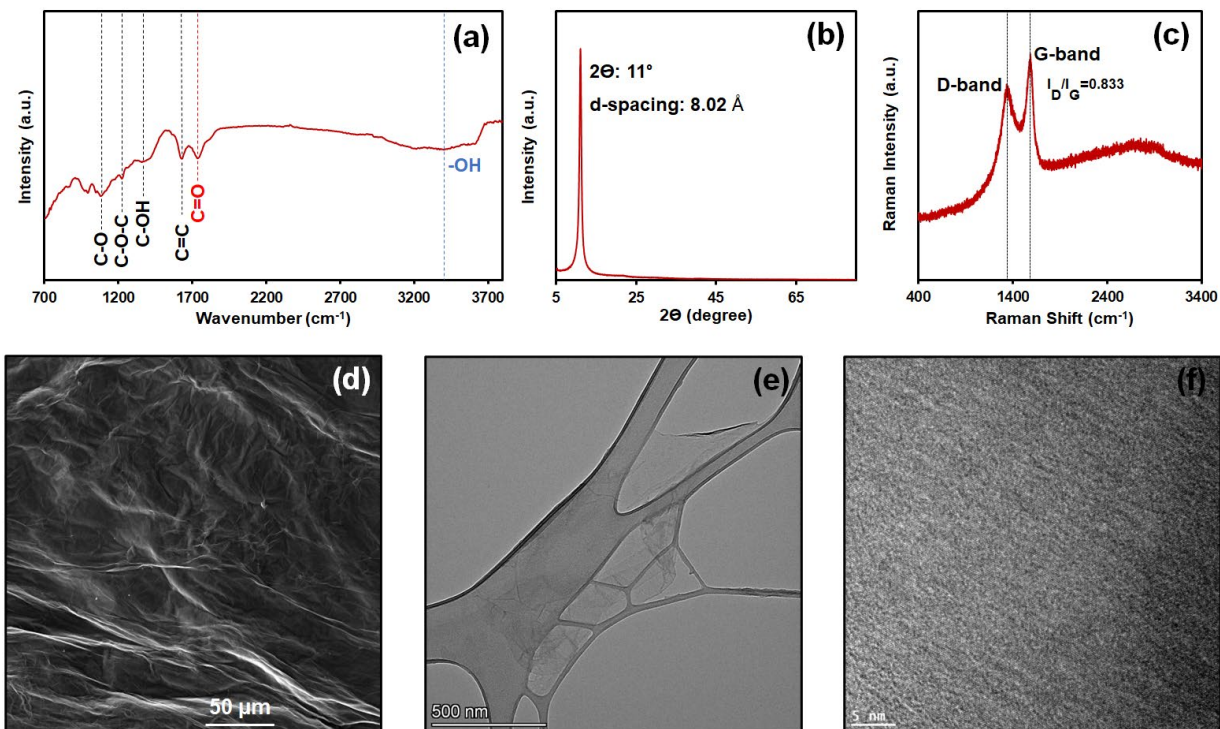 (a)
Intensity (a.u.)
C-O
C-O-C
C-OH
C=C
C=O
-OH
700 1200 1700 2200 2700 3200 3700
Wavenumber (cm⁻¹)
(b)
Intensity (a.u.)
2ϴ: 11°
d-spacing: 8.02 Å
5 25 45 65
2ϴ (degree)
(c)
Raman Intensity (a.u.)
G-band
D-band
I_D/I_G=0.833
400 1400 2400 3400
Raman Shift (cm⁻¹)
(d)
50 µm
(e)
500 nm
(f)
5 nm